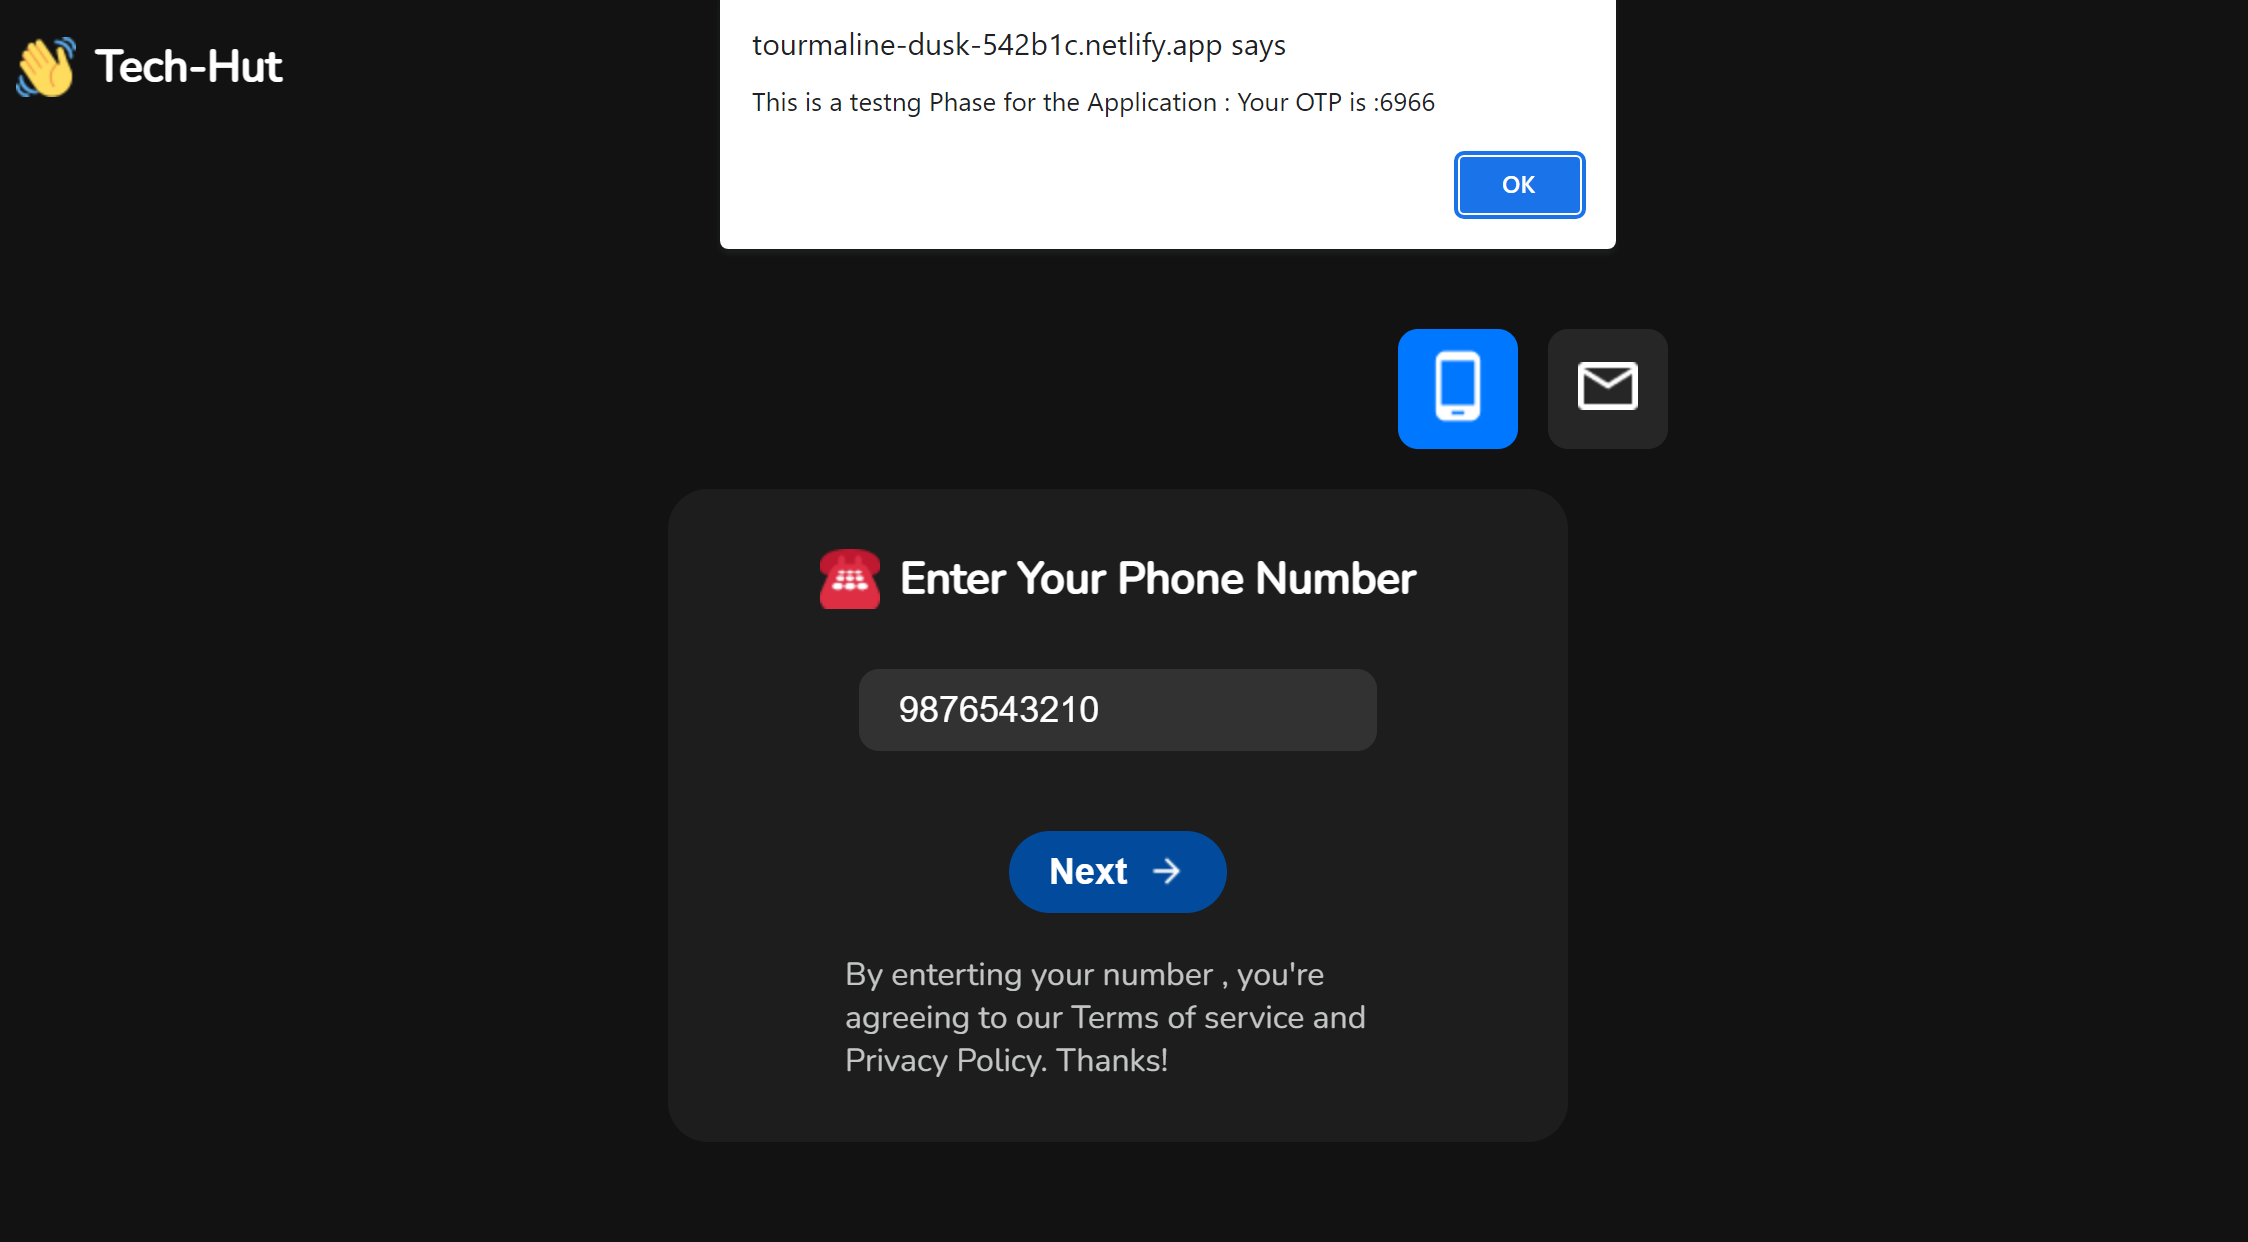 Tech-Hut
tourmaline-dusk-542b1c.netlify.app says
This is a testng Phase for the Application : Your OTP is :6966
OK
Enter Your Phone Number
9876543210
Next
By enterting your number , you're
agreeing to our Terms of service and
Privacy Policy. Thanks!